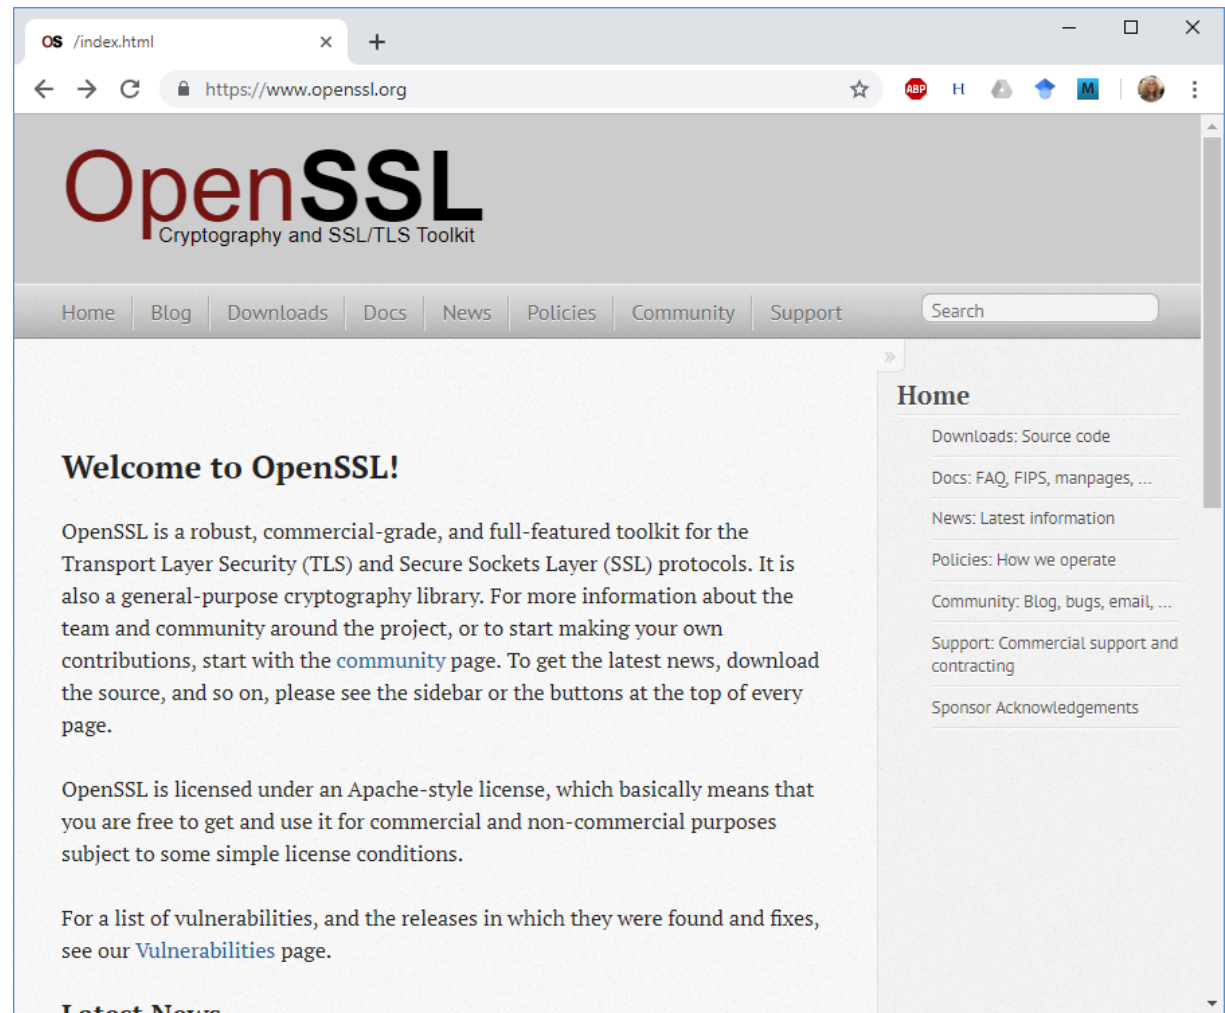 OS /index.html
https://www.openssl.org
ABP
H
M
OpenSSL
Cryptography and SSL/TLS Toolkit
Home Blog Downloads Docs News Policies Community Support Search
»
Home
Downloads: Source code
Docs: FAQ, FIPS, manpages, ...
News: Latest information
Policies: How we operate
Community: Blog, bugs, email, ...
Support: Commercial support and
contracting
Sponsor Acknowledgements
Welcome to OpenSSL!
OpenSSL is a robust, commercial-grade, and full-featured toolkit for the
Transport Layer Security (TLS) and Secure Sockets Layer (SSL) protocols. It is
also a general-purpose cryptography library. For more information about the
team and community around the project, or to start making your own
contributions, start with the community page. To get the latest news, download
the source, and so on, please see the sidebar or the buttons at the top of every
page.
OpenSSL is licensed under an Apache-style license, which basically means that
you are free to get and use it for commercial and non-commercial purposes
subject to some simple license conditions.
For a list of vulnerabilities, and the releases in which they were found and fixes,
see our Vulnerabilities page.
Latest News